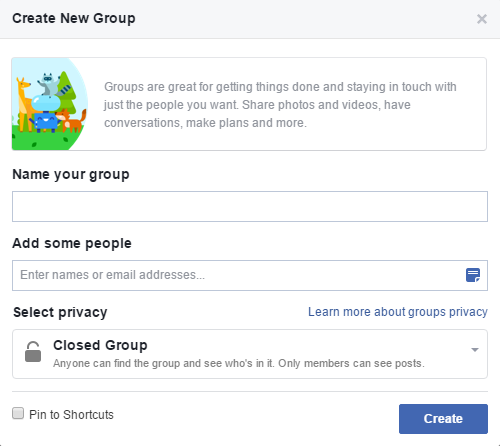 Create New Group
Groups are great for getting things done and staying in touch with
just the people you want. Share photos and videos, have
conversations, make plans and more.
Name your group
Add some people
Enter names or email addresses...
Select privacy
Learn more about groups privacy
Closed Group
Anyone can find the group and see who's in it. Only members can see posts.
Pin to Shortcuts
Create